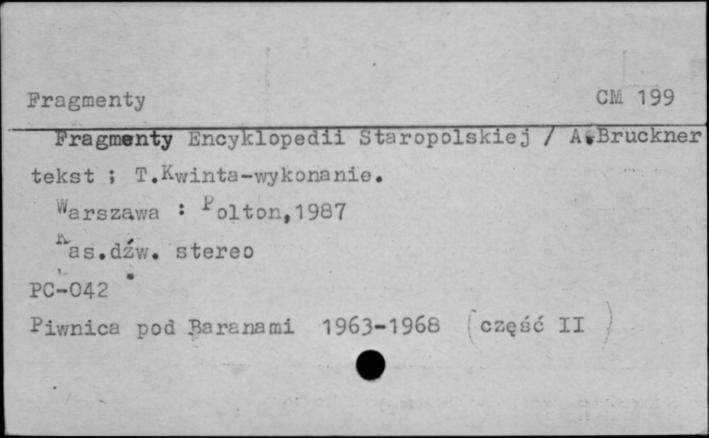 Fragmenty CM 199
Fragmenty Encyklopedii Staropolskiej / A.Bruckner
tekst ; T.Kwinta-wykonanie.
Warszawa : Polton,1987
Kas.dźw. stereo
PC-042
Piwnica pod Baranami 1963-1968 (część II )